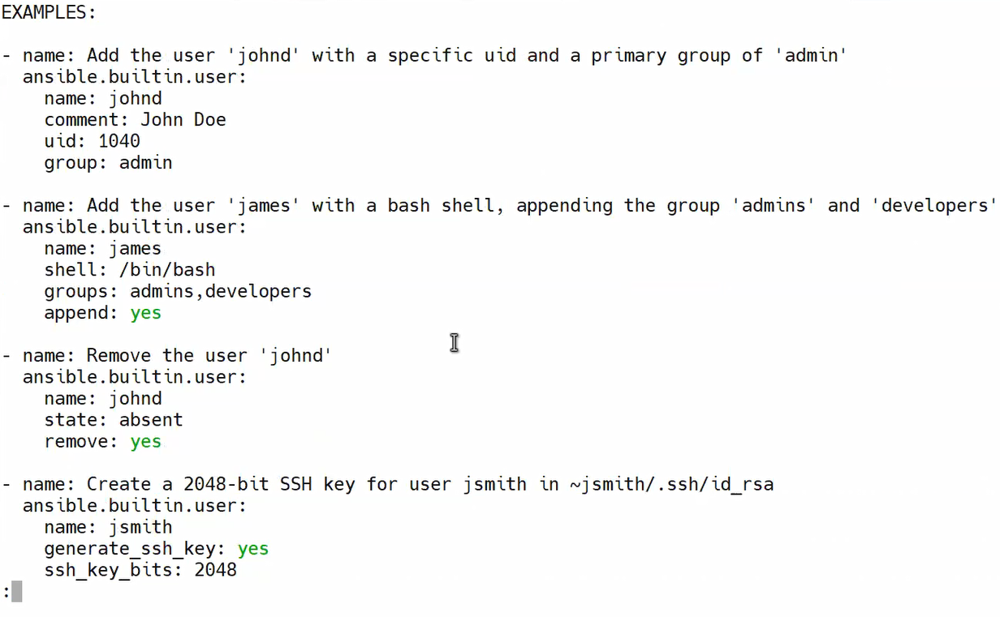 EXAMPLES:
- name: Add the user 'johnd' with a specific uid and a primary group of 'admin'
  ansible.builtin.user:
    name: johnd
    comment: John Doe
    uid: 1040
    group: admin
- name: Add the user 'james' with a bash shell, appending the group 'admins' and 'developers'
  ansible.builtin.user:
    name: james
    shell: /bin/bash
    groups: admins,developers
    append: yes
- name: Remove the user 'johnd'
  ansible.builtin.user:
    name: johnd
    state: absent
    remove: yes
- name: Create a 2048-bit SSH key for user jsmith in ~jsmith/.ssh/id_rsa
  ansible.builtin.user:
    name: jsmith
    generate_ssh_key: yes
    ssh_key_bits: 2048
: